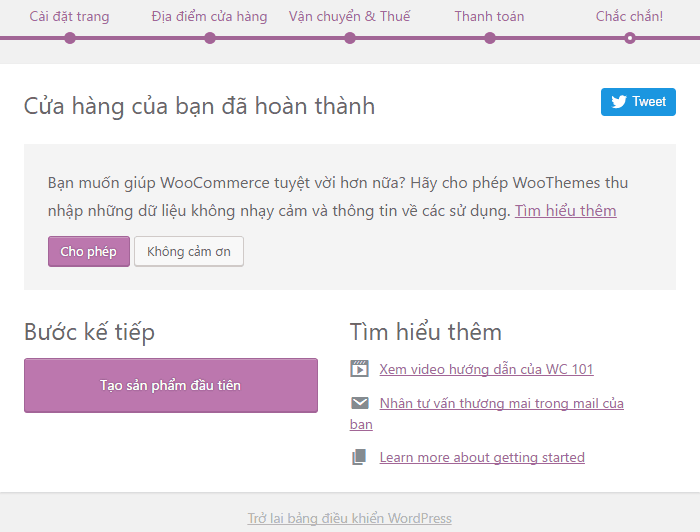 Cài đặt trang
Địa điểm cửa hàng
Vận chuyển & Thuế
Thanh toán
Chắc chắn!
Cửa hàng của bạn đã hoàn thành
Tweet
Bạn muốn giúp WooCommerce tuyệt vời hơn nữa? Hãy cho phép WooThemes thu
nhập những dữ liệu không nhạy cảm và thông tin về các sử dụng. Tìm hiểu thêm
Cho phép
Không cảm ơn
Bước kế tiếp
Tạo sản phẩm đầu tiên
Tìm hiểu thêm
Xem video hướng dẫn của WC 101
Nhân tư vấn thương mai trong mail của
ban
Learn more about getting started
Trở lai bảng điều khiển WordPress